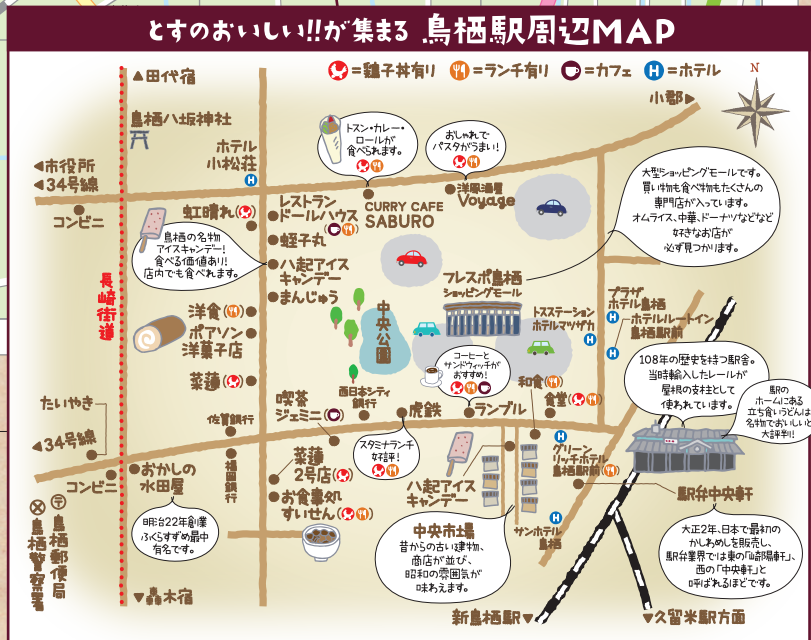 とすのおいしい!!が集まる 鳥栖駅周辺MAP
=鶏子丼有り =ランチ有り =カフェ H=ホテル
N
▲田代宿
小郡▶
鳥栖八坂神社
ホテル
小松荘
H
トスン・カレー・
ロールが
食べられます。
おしゃれで
パスタがうまい!
◀市役所
◀34号線
コンビニ
虹晴れ( )
レストラン
ドールハウス
( )
CURRY CAFE
SABURO
洋風酒屋
Voyage
大型ショッピングモールです。
買い物も食べ物もたくさんの
専門店が入っています。
オムライス、中華、ドーナツなどなど
好きなお店が
必ず見つかります。
鳥栖の名物
アイスキャンデー!
食べる価値あり!
店内でも食べれます。
蛭子丸
八起アイス
キャンデー
まんじゅう
長崎街道
フレスポ鳥栖
ショッピングモール
中央公園
プラザ
ホテル鳥栖
H
ホテルルートイン
鳥栖駅前
H
トスステーション
ホテルマツザカ
H
洋食( )
ポアソン
洋菓子店
菜蓮( )
コーヒーと
サンドウィッチが
おすすめ!
108年の歴史を持つ駅舎。
当時輸入したレールが
屋根の支柱として
使われています。
駅の
ホームにある
立ち食いうどんは
名物でおいしいと
大評判!
たいやき
◀34号線
コンビニ
佐賀銀行
喫茶
ジェミニ( )
西日本シティ
銀行
虎鉄
ランブル
和食( )
食堂( )
スタミナランチ
好評!
おかしの
水田屋
福岡銀行
菜蓮
2号店( )
お食事処
すいせん( )
八起アイス
キャンデー
H
グリーン
リッチホテル
鳥栖駅前( )
H
サンホテル
鳥栖
駅弁中央軒
明治22年創業
ふくらすずめ最中
有名です。
中央市場
昔からの古い建物、
商店が並び、
昭和の雰囲気が
味わえます。
大正2年、日本で最初の
かしわめしを販売し、
駅弁業界では東の「崎陽軒」、
西の「中央軒」と
呼ばれるほどです。
〒鳥栖郵便局
鳥栖警察署
▼轟木宿
新鳥栖駅▼
▼久留米駅方面